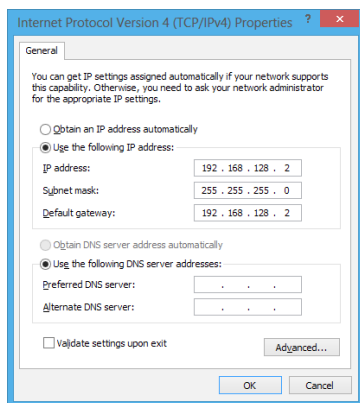 Internet Protocol Version 4 (TCP/IPv4) Properties ? ×
General
You can get IP settings assigned automatically if your network supports
this capability. Otherwise, you need to ask your network administrator
for the appropriate IP settings.
Obtain an IP address automatically
Use the following IP address:
IP address: 192 . 168 . 128 . 2
Subnet mask: 255 . 255 . 255 . 0
Default gateway: 192 . 168 . 128 . 2
Obtain DNS server address automatically
Use the following DNS server addresses:
Preferred DNS server: . . .
Alternate DNS server: . . .
Validate settings upon exit Advanced...
OK Cancel